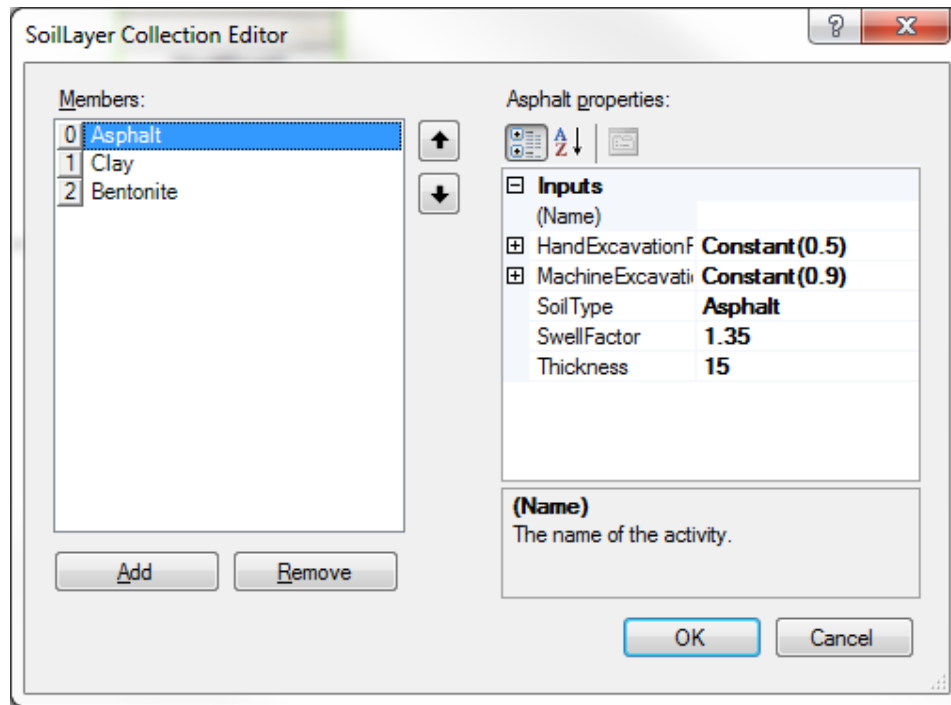 SoilLayer Collection Editor
Members:
0 Asphalt
1 Clay
2 Bentonite
Add
Remove
Asphalt properties:
Inputs
(Name)
HandExcavationF Constant(0.5)
MachineExcavati Constant(0.9)
SoilType Asphalt
SwellFactor 1.35
Thickness 15
(Name)
The name of the activity.
OK
Cancel